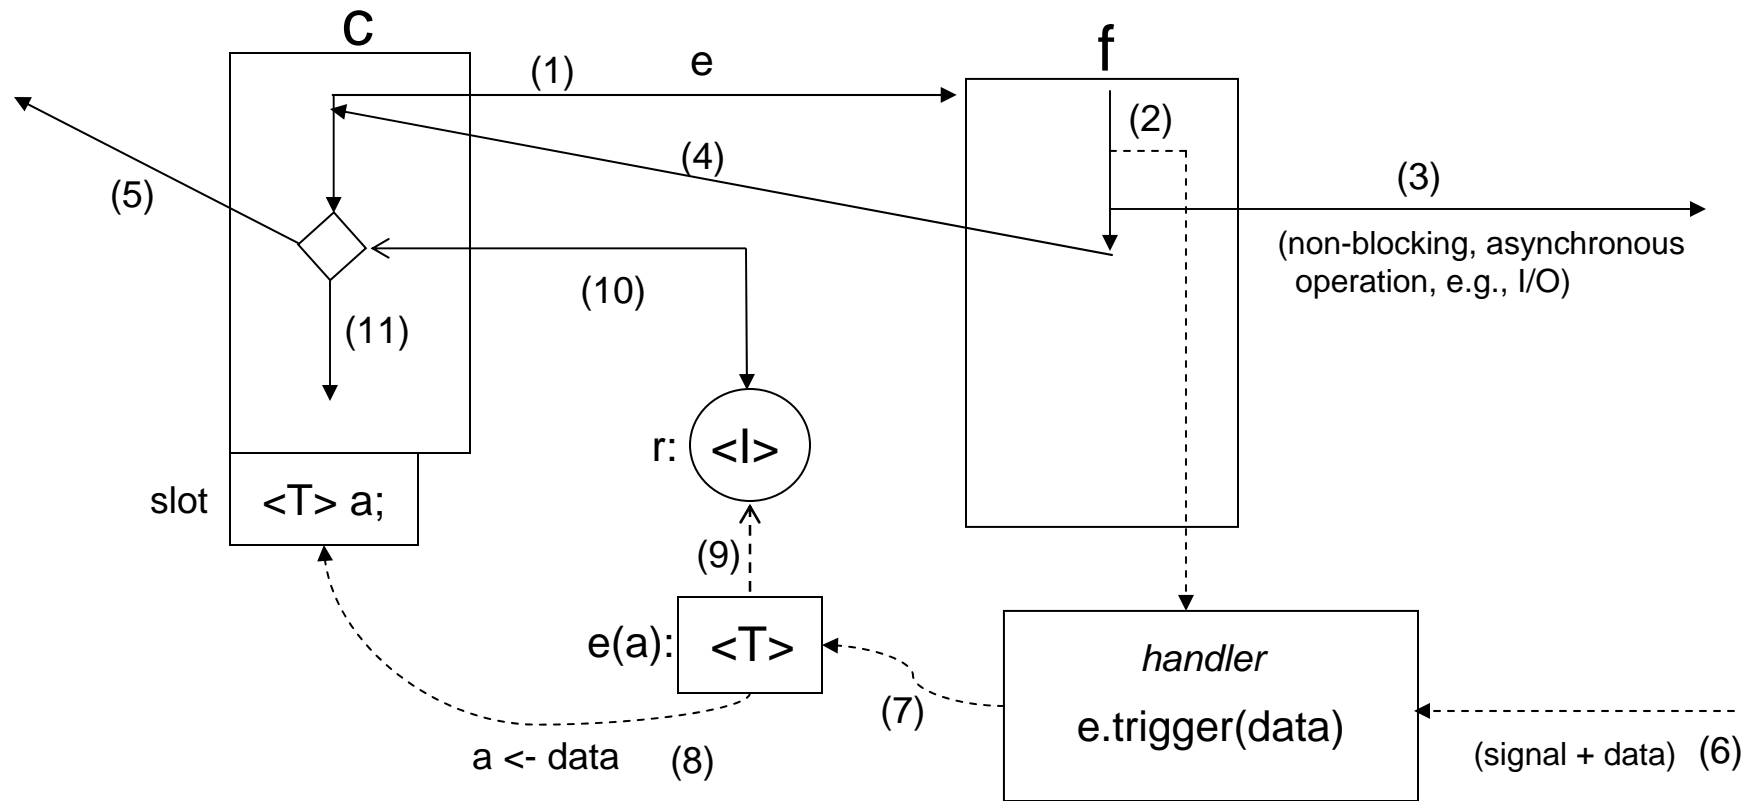 c
f
(1)
e
(2)
(4)
(3)
(5)
(non-blocking, asynchronous
operation, e.g., I/O)
(10)
(11)
r:
<I>
slot
<T> a;
(9)
e(a):
<T>
handler
(7)
e.trigger(data)
a <- data
(8)
(signal + data)
(6)